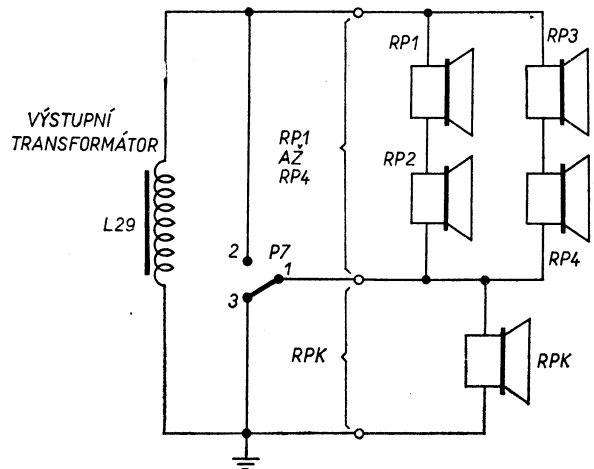 RP1
RP3
VÝSTUPNÍ
TRANSFORMÁTOR
RP1
AŽ
RP4
RP2
L29
2
P7
1
RP4
3
RPK
RPK